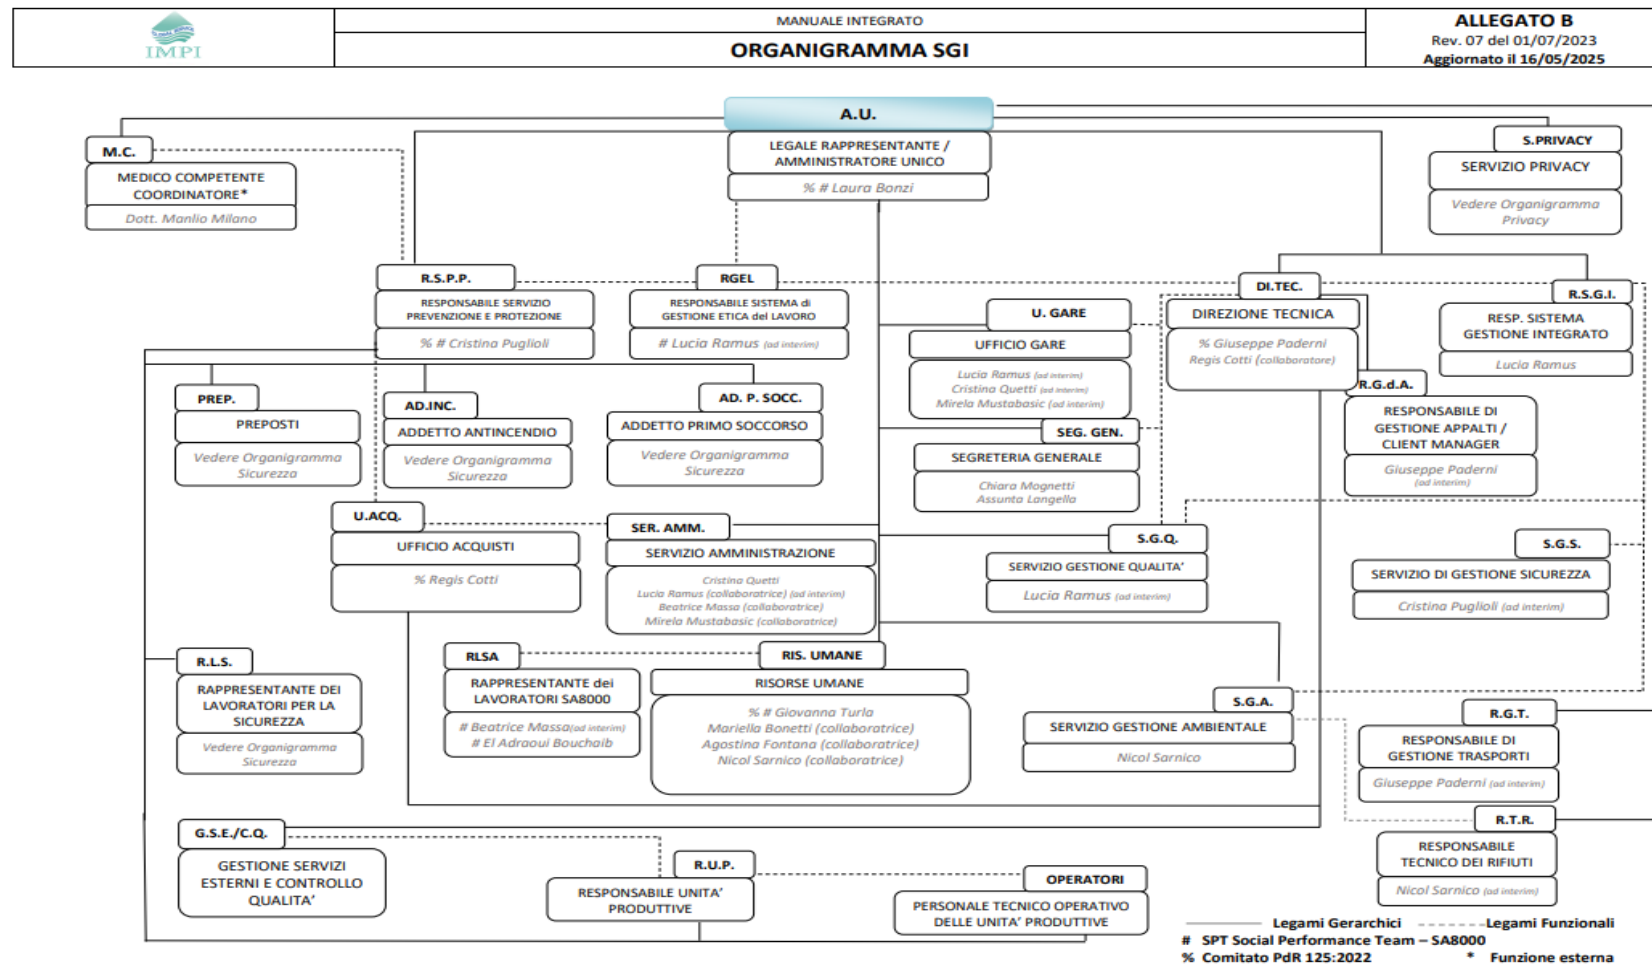 GLOBAL SERVICE
IMPI
MANUALE INTEGRATO
ORGANIGRAMMA SGI
ALLEGATO B
Rev. 07 del 01/07/2023
Aggiornato il 16/05/2025
A.U.
LEGALE RAPPRESENTANTE /
AMMINISTRATORE UNICO
% # Laura Bonzi
M.C.
MEDICO COMPETENTE
COORDINATORE*
Dott. Manlio Milano
S.PRIVACY
SERVIZIO PRIVACY
Vedere Organigramma
Privacy
R.S.P.P.
RESPONSABILE SERVIZIO
PREVENZIONE E PROTEZIONE
% # Cristina Puglioli
RGEL
RESPONSABILE SISTEMA di
GESTIONE ETICA del LAVORO
# Lucia Ramus (ad interim)
DI.TEC.
DIREZIONE TECNICA
% Giuseppe Paderni
Regis Cotti (collaboratore)
R.S.G.I.
RESP. SISTEMA
GESTIONE INTEGRATO
Lucia Ramus
U. GARE
UFFICIO GARE
Lucia Ramus (ad interim)
Cristina Quetti (ad interim)
Mirela Mustabasic (ad interim)
R.G.d.A.
RESPONSABILE DI
GESTIONE APPALTI /
CLIENT MANAGER
Giuseppe Paderni
(ad interim)
PREP.
PREPOSTI
Vedere Organigramma
Sicurezza
AD.INC.
ADDETTO ANTINCENDIO
Vedere Organigramma
Sicurezza
AD. P. SOCC.
ADDETTO PRIMO SOCCORSO
Vedere Organigramma
Sicurezza
SEG. GEN.
SEGRETERIA GENERALE
Chiara Mognetti
Assunta Langella
U.ACQ.
UFFICIO ACQUISTI
% Regis Cotti
SER. AMM.
SERVIZIO AMMINISTRAZIONE
Cristina Quetti
Lucia Ramus (collaboratrice) (ad interim)
Beatrice Massa (collaboratrice)
Mirela Mustabasic (collaboratrice)
S.G.Q.
SERVIZIO GESTIONE QUALITA'
Lucia Ramus (ad interim)
S.G.S.
SERVIZIO DI GESTIONE SICUREZZA
Cristina Puglioli (ad interim)
R.L.S.
RAPPRESENTANTE DEI
LAVORATORI PER LA
SICUREZZA
Vedere Organigramma
Sicurezza
RLSA
RAPPRESENTANTE dei
LAVORATORI SA8000
# Beatrice Massa(ad interim)
# El Adraoui Bouchaib
RIS. UMANE
RISORSE UMANE
% # Giovanna Turla
Mariella Bonetti (collaboratrice)
Agostina Fontana (collaboratrice)
Nicol Sarnico (collaboratrice)
S.G.A.
SERVIZIO GESTIONE AMBIENTALE
Nicol Sarnico
R.G.T.
RESPONSABILE DI
GESTIONE TRASPORTI
Giuseppe Paderni (ad interim)
R.T.R.
RESPONSABILE
TECNICO DEI RIFIUTI
Nicol Sarnico (ad interim)
G.S.E./C.Q.
GESTIONE SERVIZI
ESTERNI E CONTROLLO
QUALITA'
R.U.P.
RESPONSABILE UNITA'
PRODUTTIVE
OPERATORI
PERSONALE TECNICO OPERATIVO
DELLE UNITA' PRODUTTIVE
Legami Gerarchici
Legami Funzionali
# SPT Social Performance Team – SA8000
% Comitato PdR 125:2022
* Funzione esterna